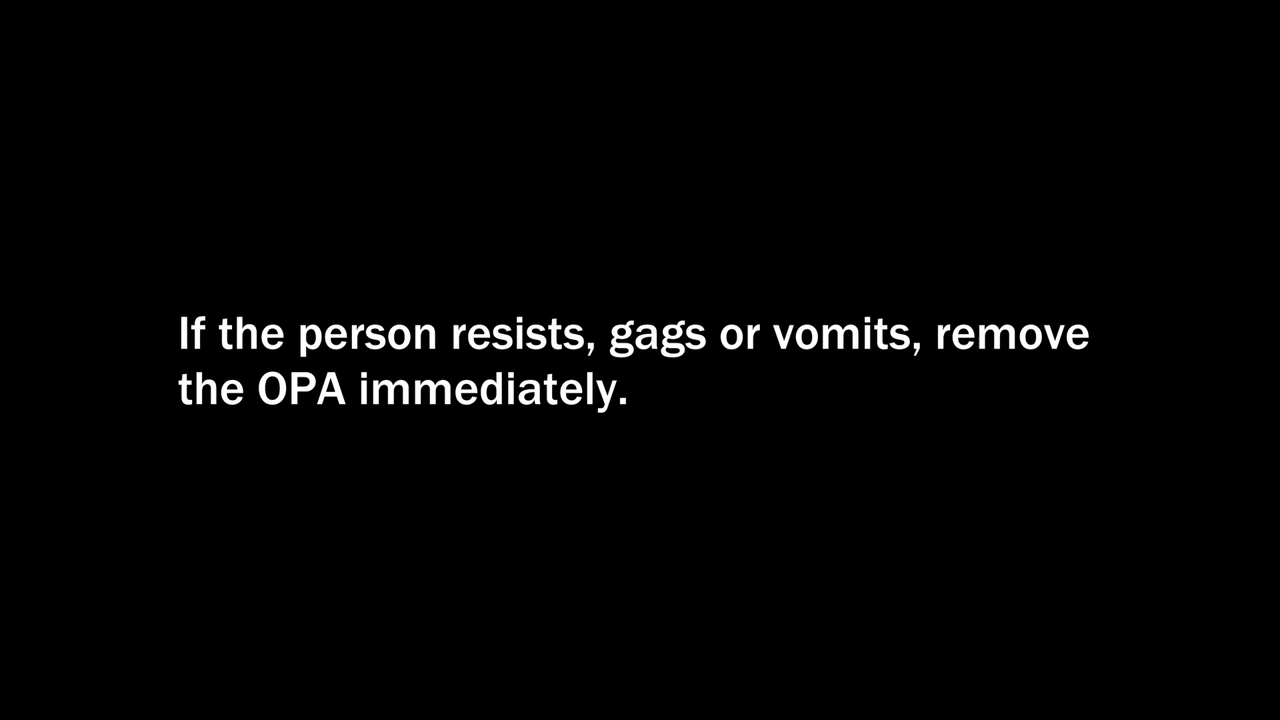 If the person resists, gags or vomits, remove
the OPA immediately.